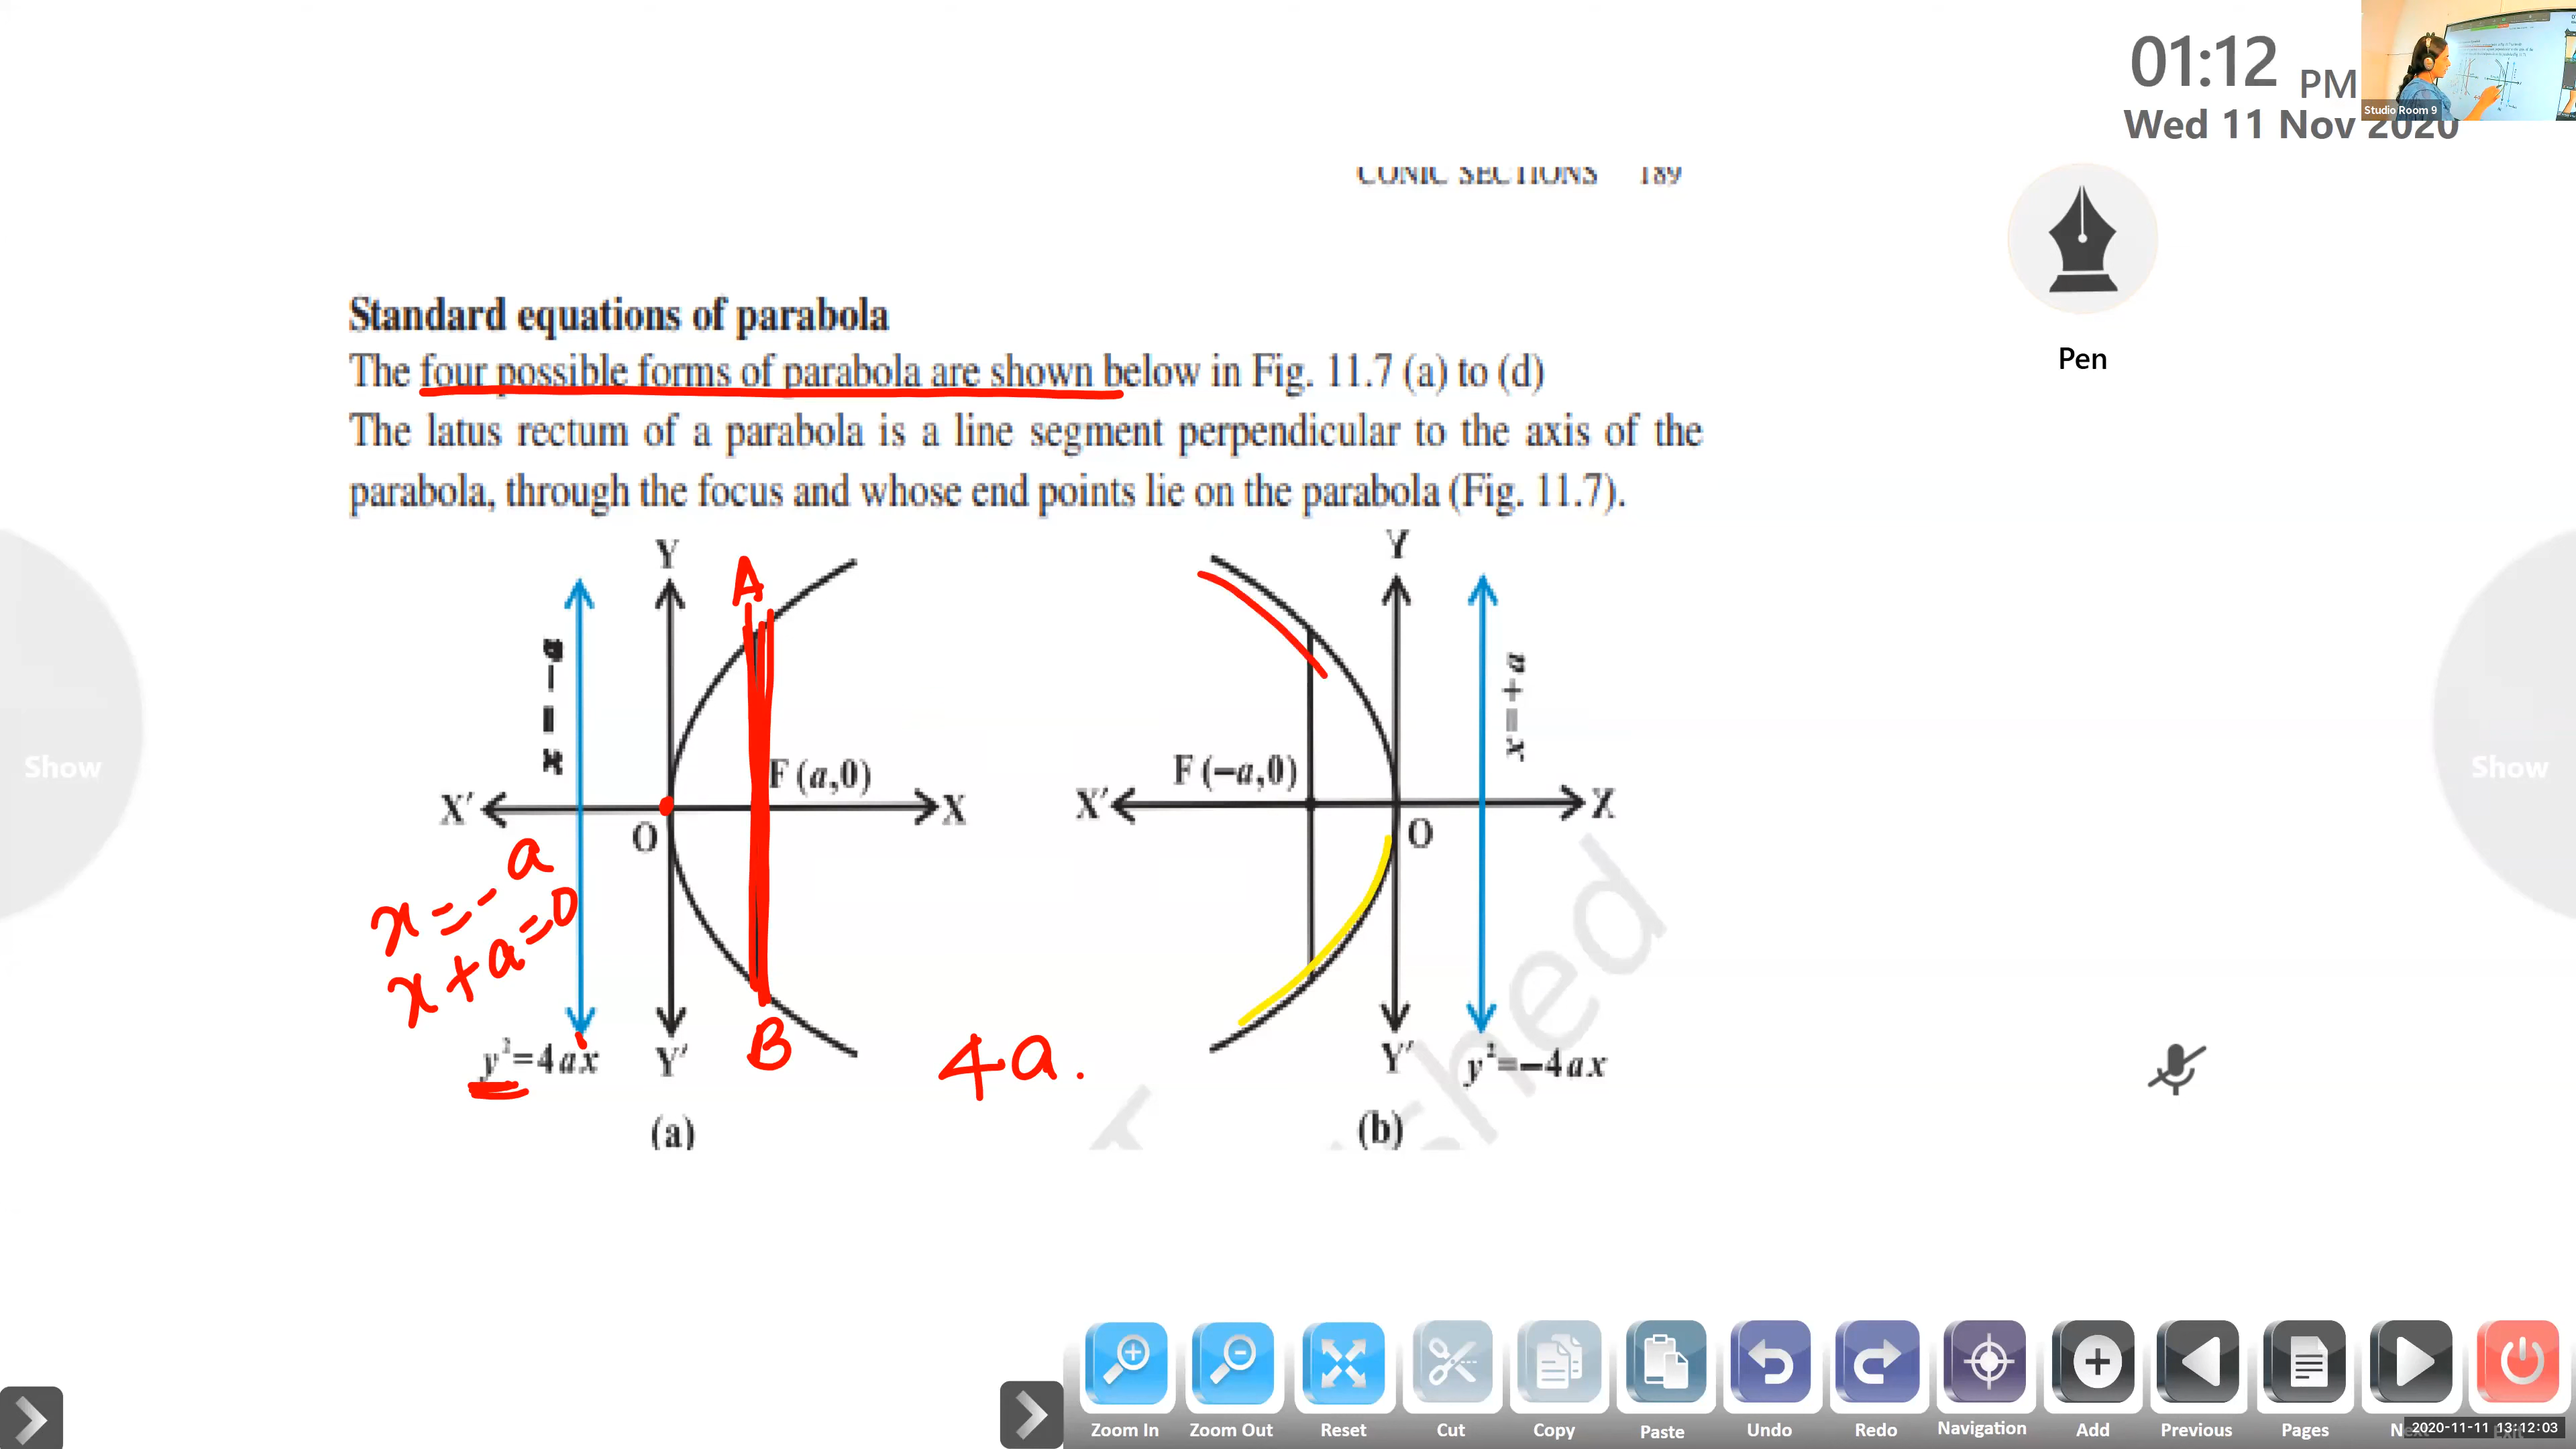 01:12 PM
Wed 11 Nov 2020
Studio Room 9
CONIC SECTIONS 189
Pen
Standard equations of parabola
The four possible forms of parabola are shown below in Fig. 11.7 (a) to (d)
The latus rectum of a parabola is a line segment perpendicular to the axis of the
parabola, through the focus and whose end points lie on the parabola (Fig. 11.7).
Y
A
x = – a
F (a,0)
X′
X
O
x = - a
x + a = 0
B
y²=4ax
Y′
(a)
4a.
Y
x = + a
F (–a,0)
X′
X
O
Y′
y²=–4ax
(b)
shed
Show
Show
Zoom In
Zoom Out
Reset
Cut
Copy
Paste
Undo
Redo
Navigation
Add
Previous
Pages
2020-11-11 13:12:03